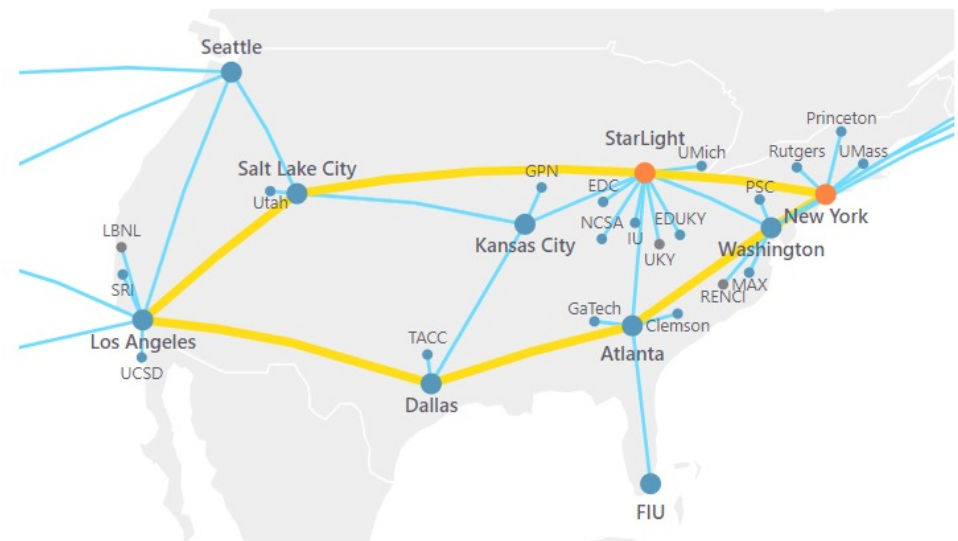 Seattle
Princeton
StarLight
UMich
Rutgers
UMass
Salt Lake City
GPN
EDC
PSC
Utah
New York
NCSA
EDUKY
IU
LBNL
Kansas City
Washington
UKY
SRI
RENCI
MAX
GaTech
Clemson
Los Angeles
TACC
Atlanta
UCSD
Dallas
FIU